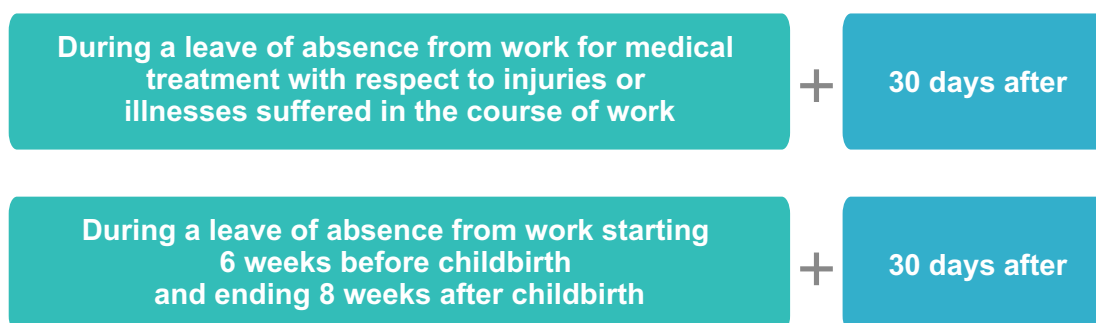 During a leave of absence from work for medical
treatment with respect to injuries or
illnesses suffered in the course of work
+
30 days after
During a leave of absence from work starting
6 weeks before childbirth
and ending 8 weeks after childbirth
+
30 days after